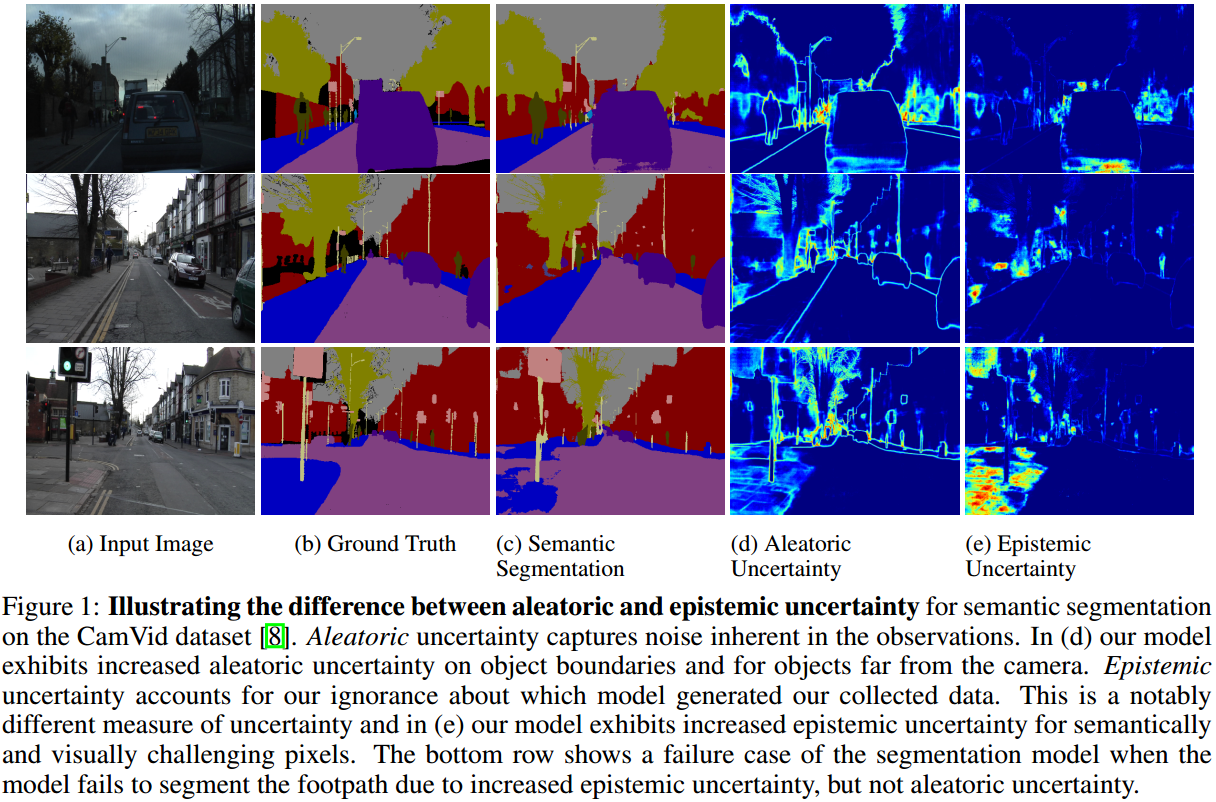 (a) Input Image
(b) Ground Truth
(c) Semantic
Segmentation
(d) Aleatoric
Uncertainty
(e) Epistemic
Uncertainty
Figure 1: Illustrating the difference between aleatoric and epistemic uncertainty for semantic segmentation
on the CamVid dataset [8]. Aleatoric uncertainty captures noise inherent in the observations. In (d) our model
exhibits increased aleatoric uncertainty on object boundaries and for objects far from the camera. Epistemic
uncertainty accounts for our ignorance about which model generated our collected data. This is a notably
different measure of uncertainty and in (e) our model exhibits increased epistemic uncertainty for semantically
and visually challenging pixels. The bottom row shows a failure case of the segmentation model when the
model fails to segment the footpath due to increased epistemic uncertainty, but not aleatoric uncertainty.